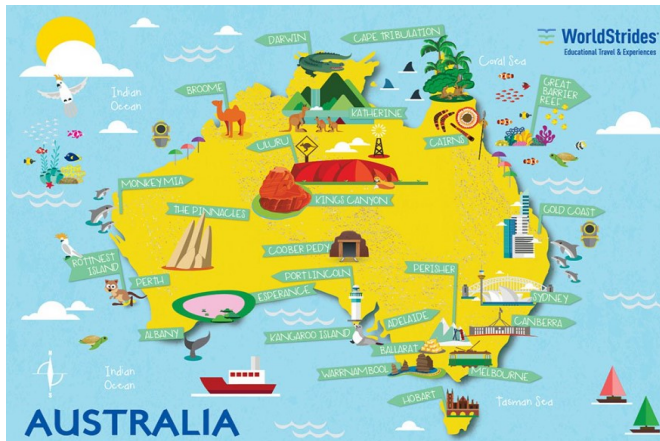 WorldStrides
Educational Travel & Experiences
DARWIN
CAPE TRIBULATION
Coral Sea
Indian
Ocean
BROOME
GREAT
BARRIER
REEF
KATHERINE
CAIRNS
ULURU
MONKEY MIA
KINGS CANYON
THE PINNACLES
GOLD COAST
COOBER PEDY
ROTTNEST
ISLAND
PERTH
PORT LINCOLN
PERISHER
ESPERANCE
SYDNEY
ADELAIDE
CANBERRA
ALBANY
KANGAROO ISLAND
BALLARAT
WARRNAMBOOL
MELBOURNE
Indian
Ocean
HOBART
Tasman Sea
AUSTRALIA